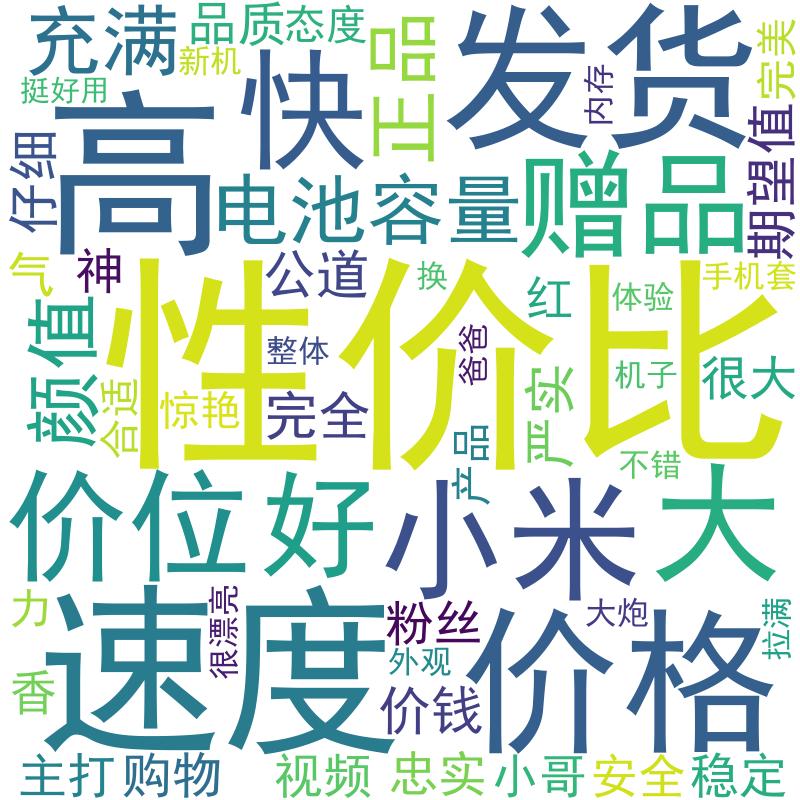 充满
品质
态度
正品
发货
完美
新机
挺好用
快
内存
高
仔细
期望值
电池容量
赠品
气
神
公道
换
红
体验
手机套
性价比
颜值
整体
爸爸
机子
很大
合适
惊艳
完全
严实
产品
不错
价位
好
小米
大
速度
力
很漂亮
粉丝
大炮
拉满
外观
价格
香
价钱
主打
购物
视频
忠实
小哥
安全
稳定